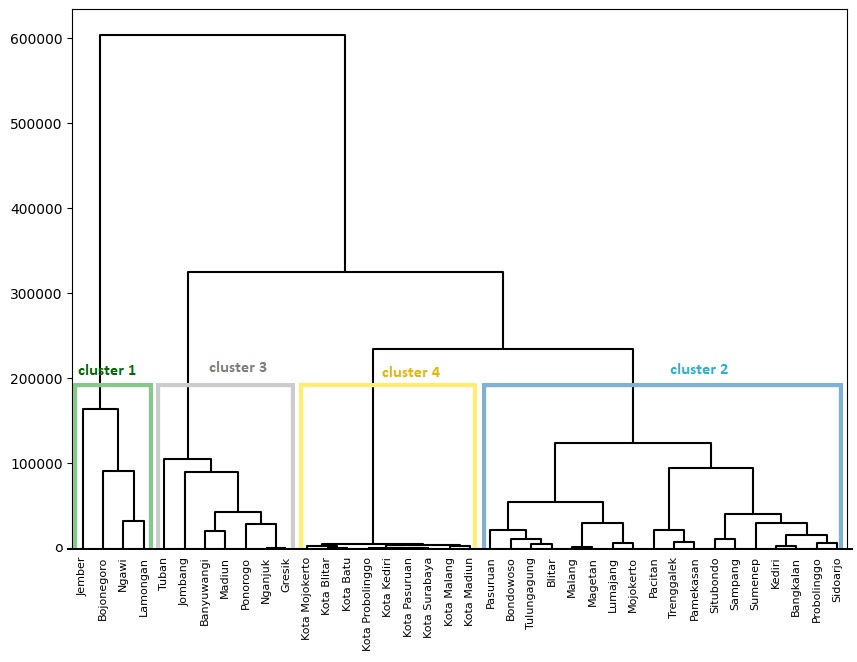 600000
500000
400000
300000
200000
100000
0
cluster 1
cluster 3
cluster 4
cluster 2
Jember
Bojonegoro
Ngawi
Lamongan
Tuban
Jombang
Banyuwangi
Madiun
Ponorogo
Nganjuk
Gresik
Kota Mojokerto
Kota Blitar
Kota Batu
Kota Probolinggo
Kota Kediri
Kota Pasuruan
Kota Surabaya
Kota Malang
Kota Madiun
Pasuruan
Bondowoso
Tulungagung
Blitar
Malang
Magetan
Lumajang
Mojokerto
Pacitan
Trenggalek
Pamekasan
Situbondo
Sampang
Sumenep
Kediri
Bangkalan
Probolinggo
Sidoarjo